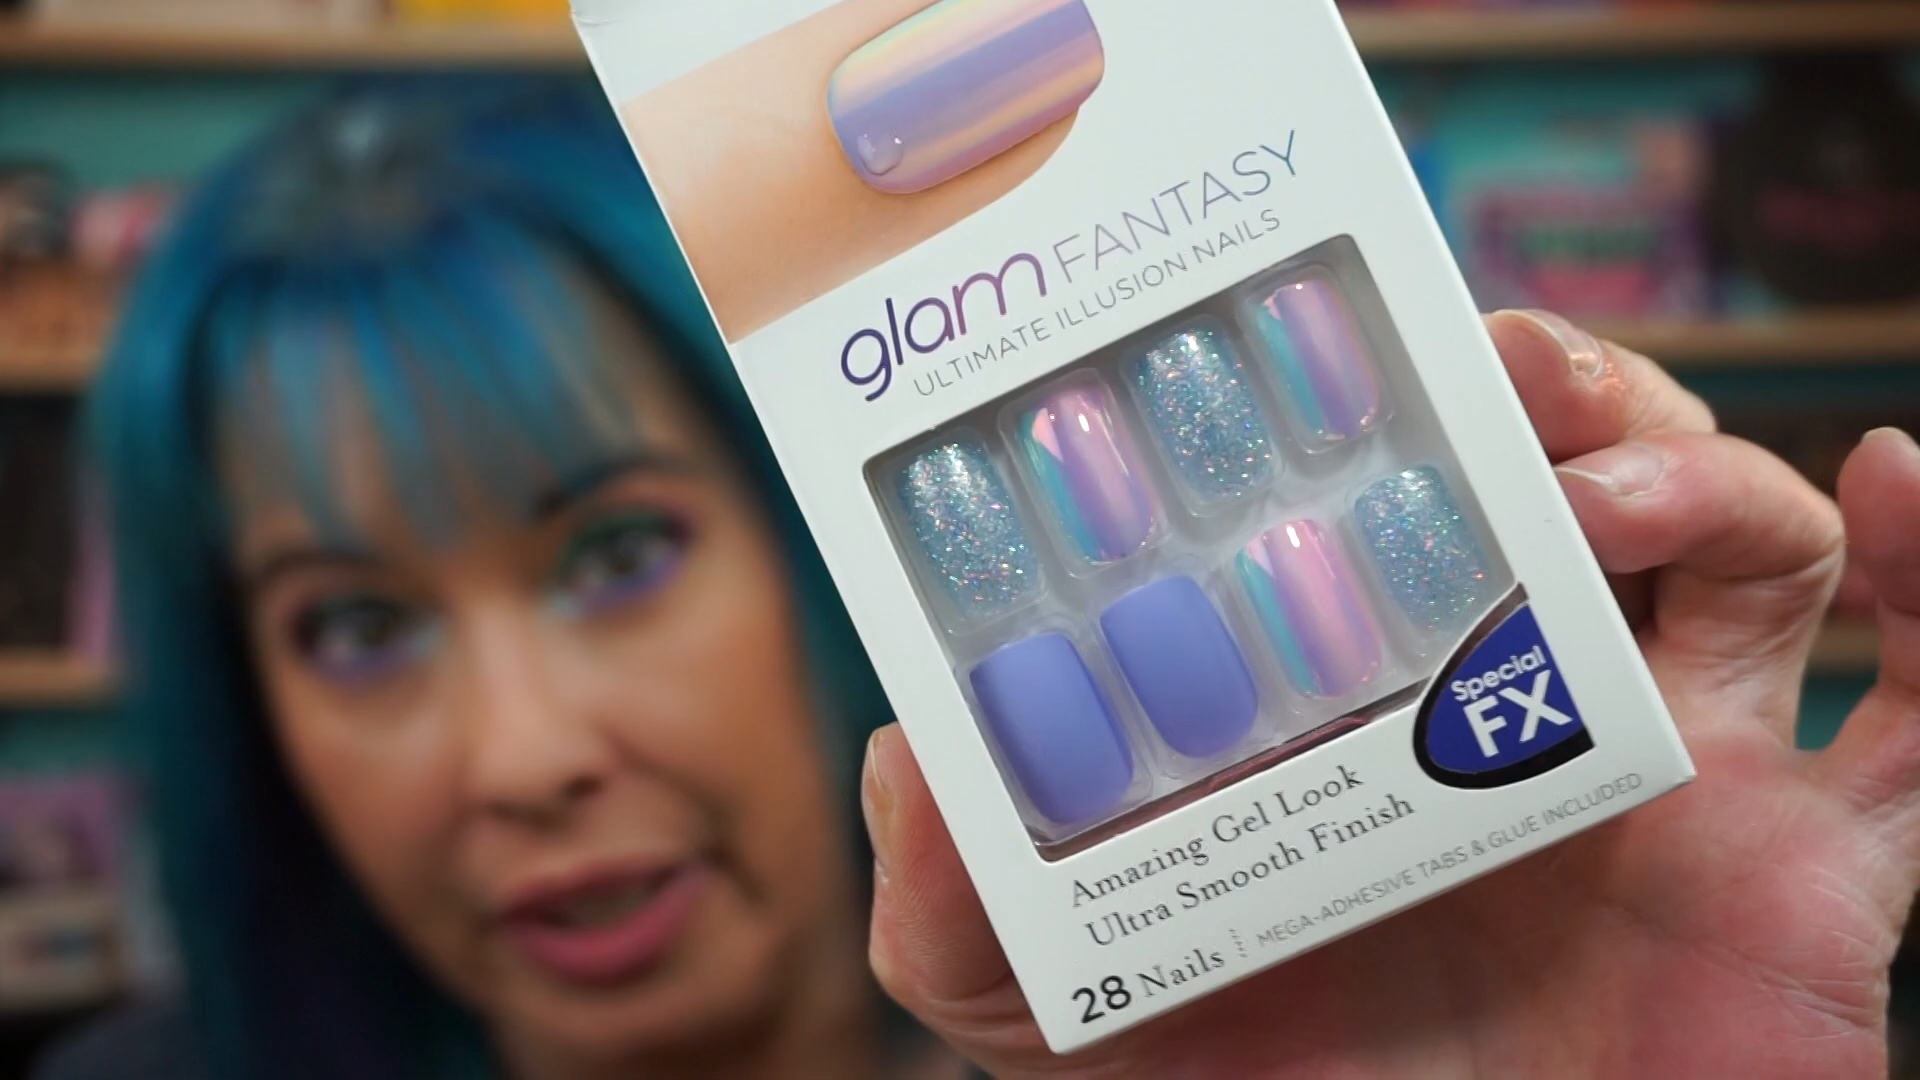 glam FANTASY
ULTIMATE ILLUSION NAILS
Special
FX
Amazing Gel Look
Ultra Smooth Finish
28 Nails MEGA-ADHESIVE TABS & GLUE INCLUDED